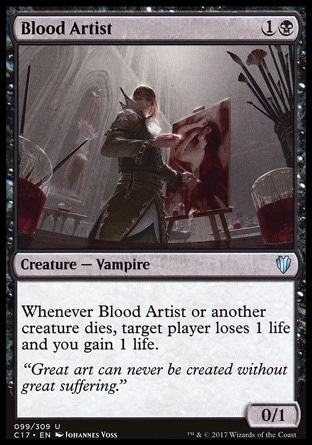 Blood Artist 1
Creature — Vampire
Whenever Blood Artist or another
creature dies, target player loses 1 life
and you gain 1 life.
“Great art can never be created without
great suffering.”
0/1
099/309 U
C17 • EN Johannes Voss
™ & © 2017 Wizards of the Coast